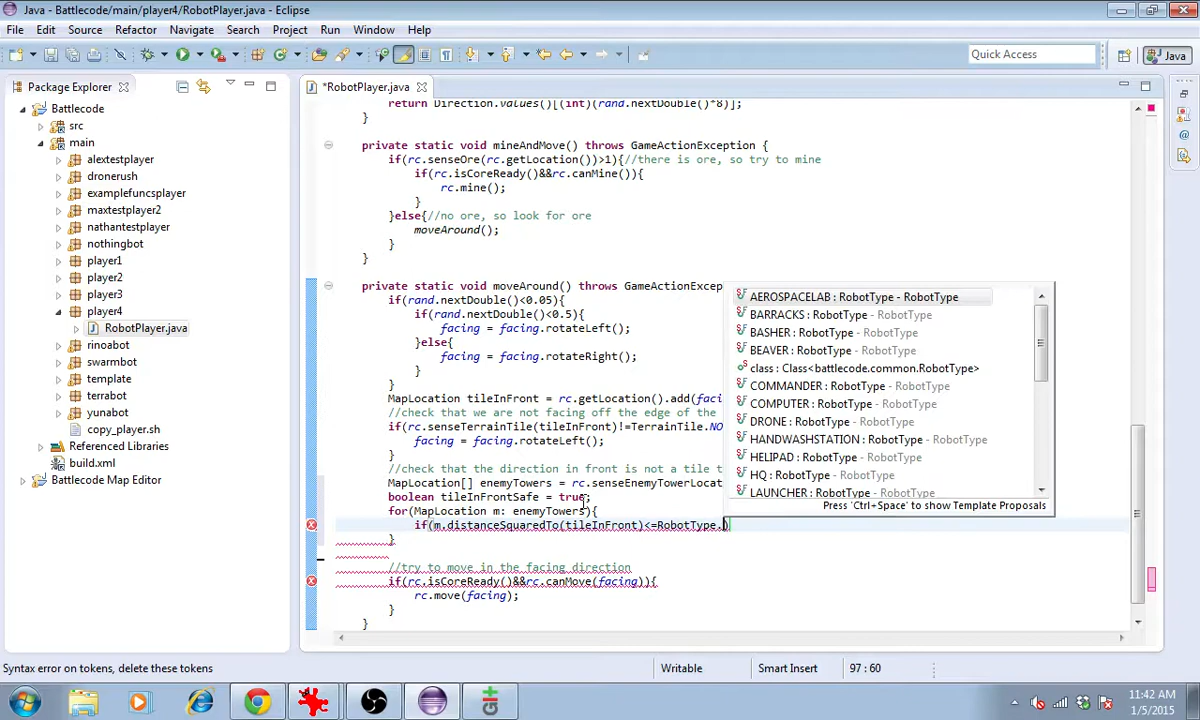 Java - Battlecode/main/player4/RobotPlayer.java - Eclipse
File Edit Source Refactor Navigate Search Project Run Window Help
Quick Access
Java
Package Explorer
*RobotPlayer.java
Battlecode
src
main
alextestplayer
dronerush
examplefuncsplayer
maxtestplayer2
nathantestplayer
nothingbot
player1
player2
player3
player4
RobotPlayer.java
rinoabot
swarmbot
template
terrabot
yunabot
copy_player.sh
Referenced Libraries
build.xml
Battlecode Map Editor
return Direction.values()[(int)(rand.nextDouble()*8)];
}
private static void mineAndMove() throws GameActionException {
if(rc.senseOre(rc.getLocation())>1){//there is ore, so try to mine
if(rc.isCoreReady()&&rc.canMine()){
rc.mine();
}
}else{//no ore, so look for ore
moveAround();
}
}
private static void moveAround() throws GameActionExcep
if(rand.nextDouble()<0.05){
if(rand.nextDouble()<0.5){
facing = facing.rotateLeft();
}else{
facing = facing.rotateRight();
}
}
MapLocation tileInFront = rc.getLocation().add(faci
//check that we are not facing off the edge of the
if(rc.senseTerrainTile(tileInFront)!=TerrainTile.NO
facing = facing.rotateLeft();
}
//check that the direction in front is not a tile t
MapLocation[] enemyTowers = rc.senseEnemyTowerLocat
boolean tileInFrontSafe = true;
for(MapLocation m: enemyTowers){
if(m.distanceSquaredTo(tileInFront)<=RobotType.)
}
//try to move in the facing direction
if(rc.isCoreReady()&&rc.canMove(facing)){
rc.move(facing);
}
}
AEROSPACELAB : RobotType - RobotType
BARRACKS : RobotType - RobotType
BASHER : RobotType - RobotType
BEAVER : RobotType - RobotType
class : Class<battlecode.common.RobotType>
COMMANDER : RobotType - RobotType
COMPUTER : RobotType - RobotType
DRONE : RobotType - RobotType
HANDWASHSTATION : RobotType - RobotType
HELIPAD : RobotType - RobotType
HQ : RobotType - RobotType
LAUNCHER : RobotType - RobotType
Press 'Ctrl+Space' to show Template Proposals
Syntax error on tokens, delete these tokens
Writable
Smart Insert
97 : 60
11:42 AM
1/5/2015